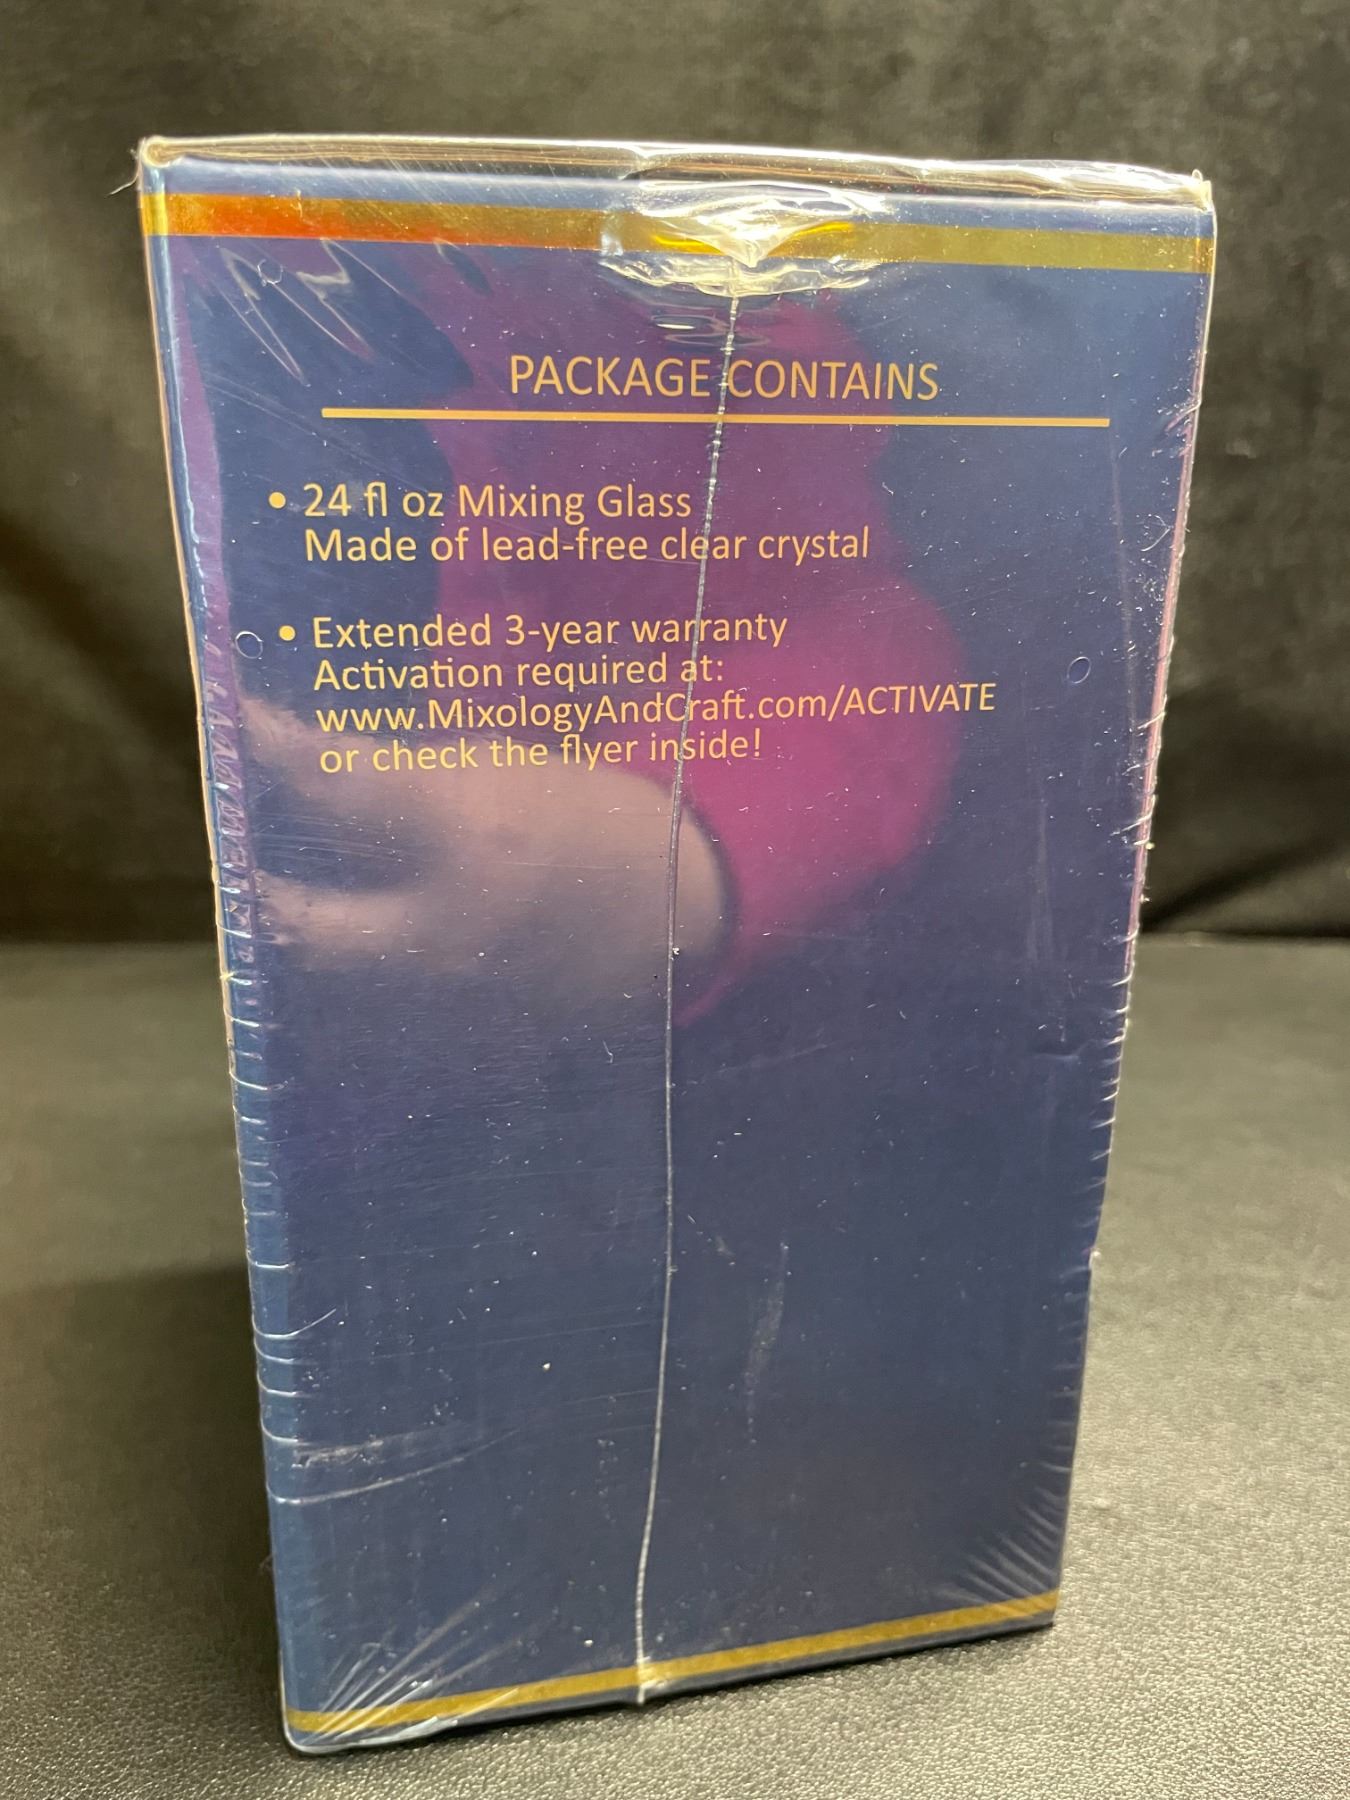 PACKAGE CONTAINS
• 24 fl oz Mixing Glass
Made of lead-free clear crystal
• Extended 3-year warranty
Activation required at:
www.MixologyAndCraft.com/ACTIVATE
or check the flyer inside!